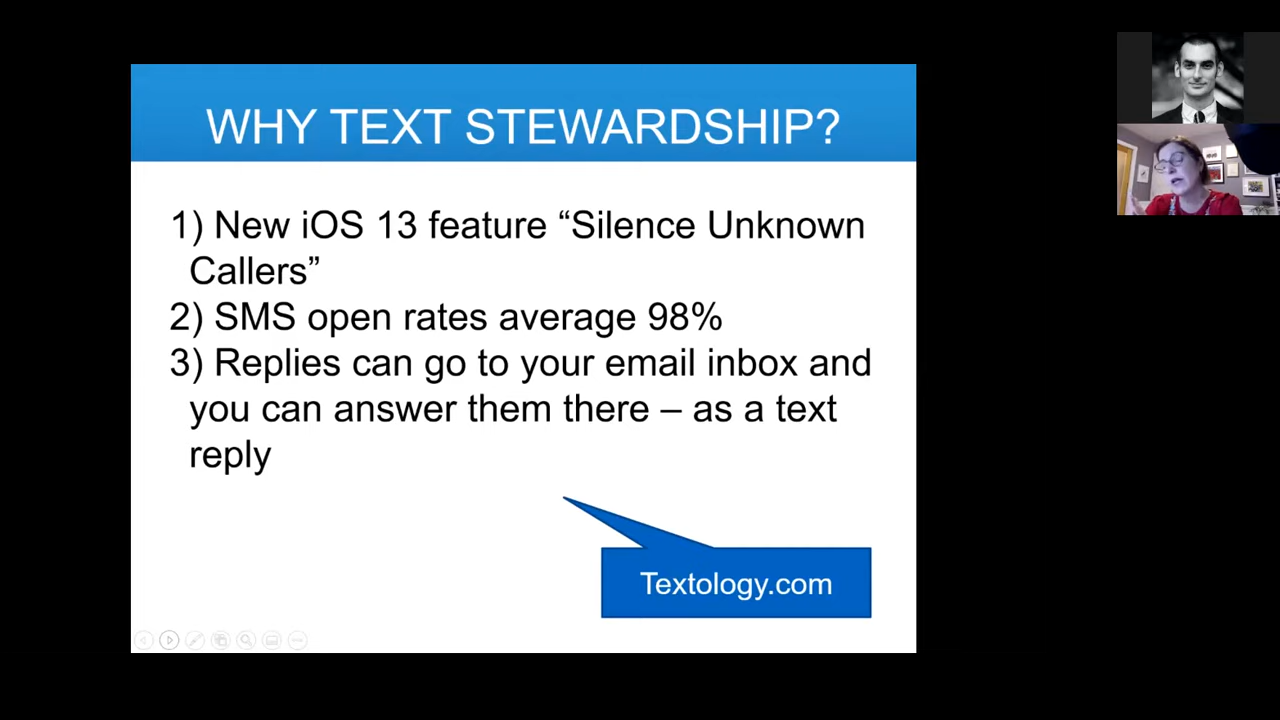 WHY TEXT STEWARDSHIP?
1) New iOS 13 feature “Silence Unknown
Callers”
2) SMS open rates average 98%
3) Replies can go to your email inbox and
you can answer them there – as a text
reply
Textology.com